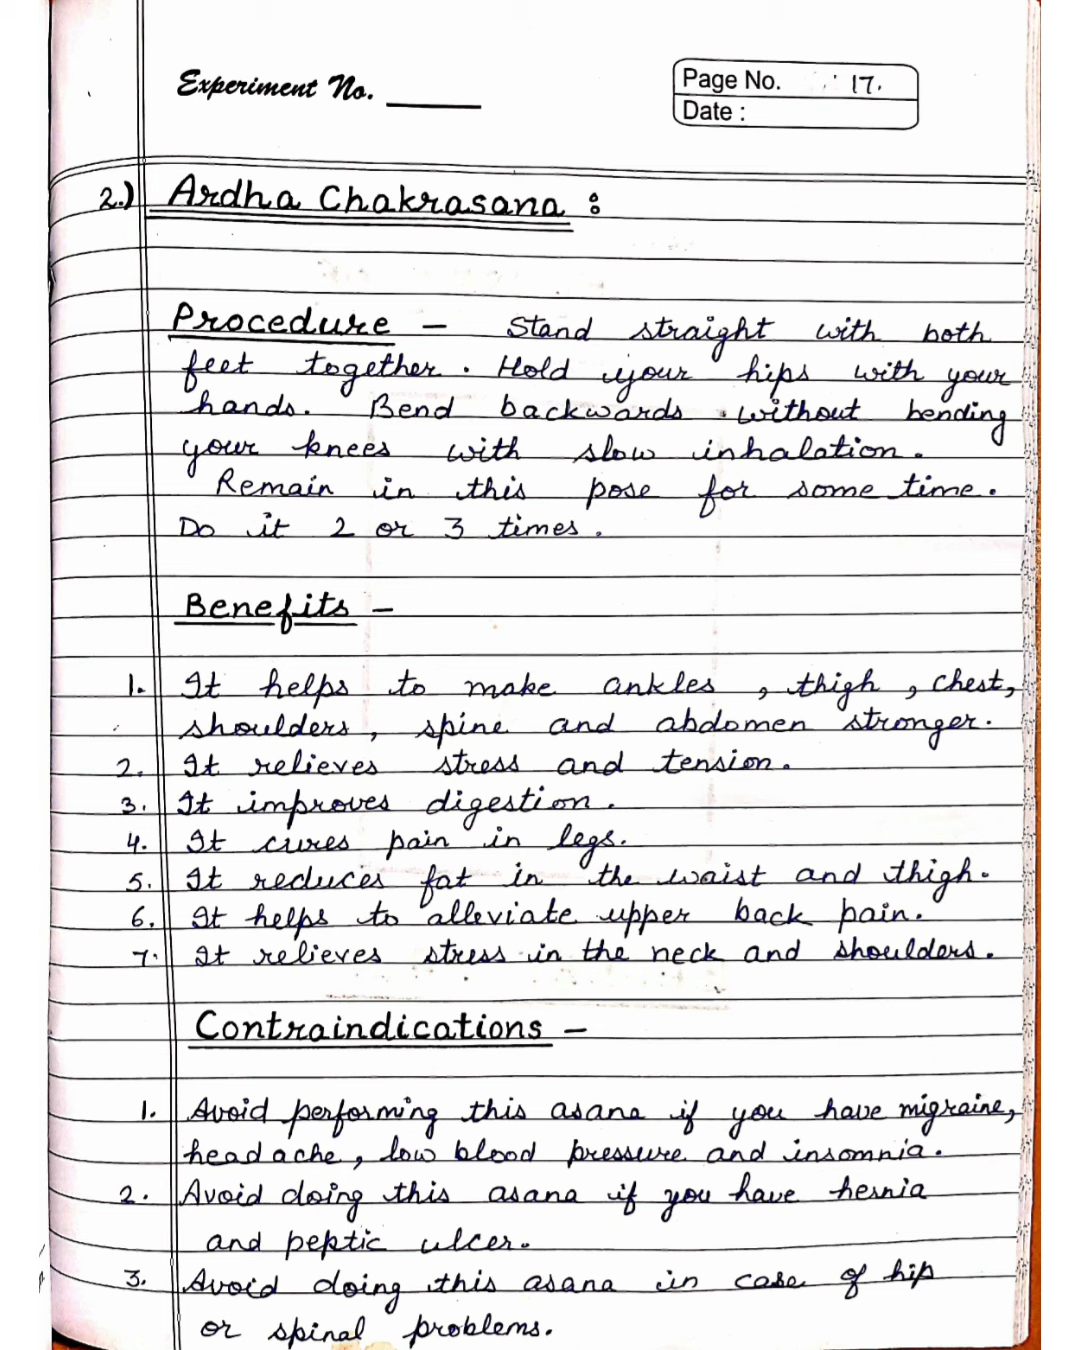 Experiment No. ______
Page No. : 17.
Date :
2.) Ardha Chakrasana :
Procedure - Stand straight with both
feet together. Hold your hips with your
hands. Bend backwards without bending
your knees with slow inhalation.
Remain in this pose for some time.
Do it 2 or 3 times.
Benefits -
1. It helps to make ankles, thigh, chest,
shoulders, spine and abdomen stronger.
2. It relieves stress and tension.
3. It improves digestion.
4. It cures pain in legs.
5. It reduces fat in the waist and thigh.
6. It helps to alleviate upper back pain.
7. It relieves stress in the neck and shoulders.
Contraindications -
1. Avoid performing this asana if you have migraine,
headache, low blood pressure and insomnia.
2. Avoid doing this asana if you have hernia
and peptic ulcer.
3. Avoid doing this asana in case of hip
or spinal problems.